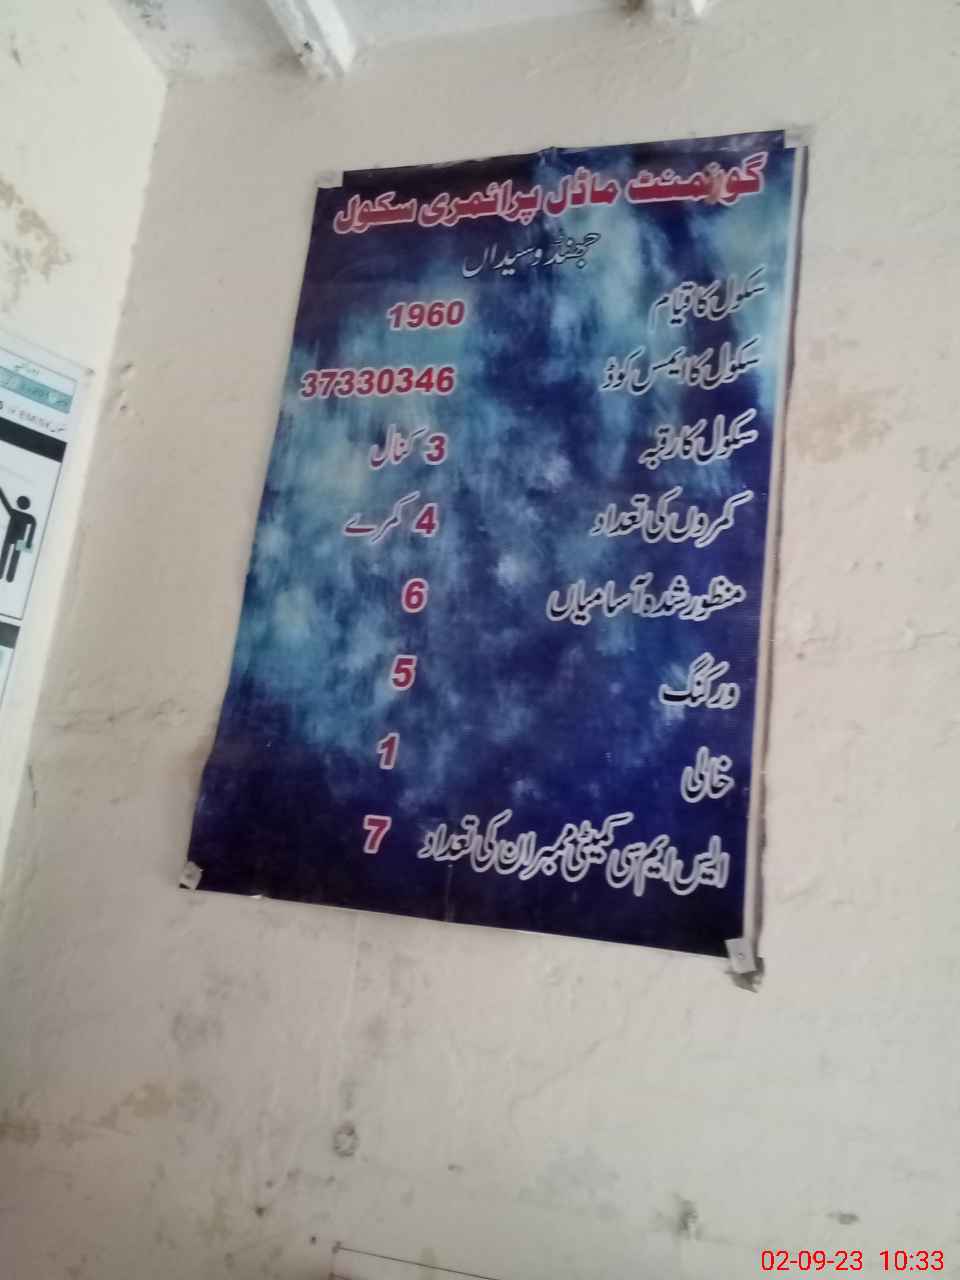 گورنمنٹ ماڈل پرائمری سکول
جھنڈو سیداں
سکول کا قیام 1960
سکول کا ایمس کوڈ 37330346
سکول کا رقبہ 3 کنال
کمروں کی تعداد 4 کمرے
منظور شدہ آسامیاں 6
ورکنگ 5
خالی 1
ایس ایم سی کمیٹی ممبران کی تعداد 7
02-09-23 10:33